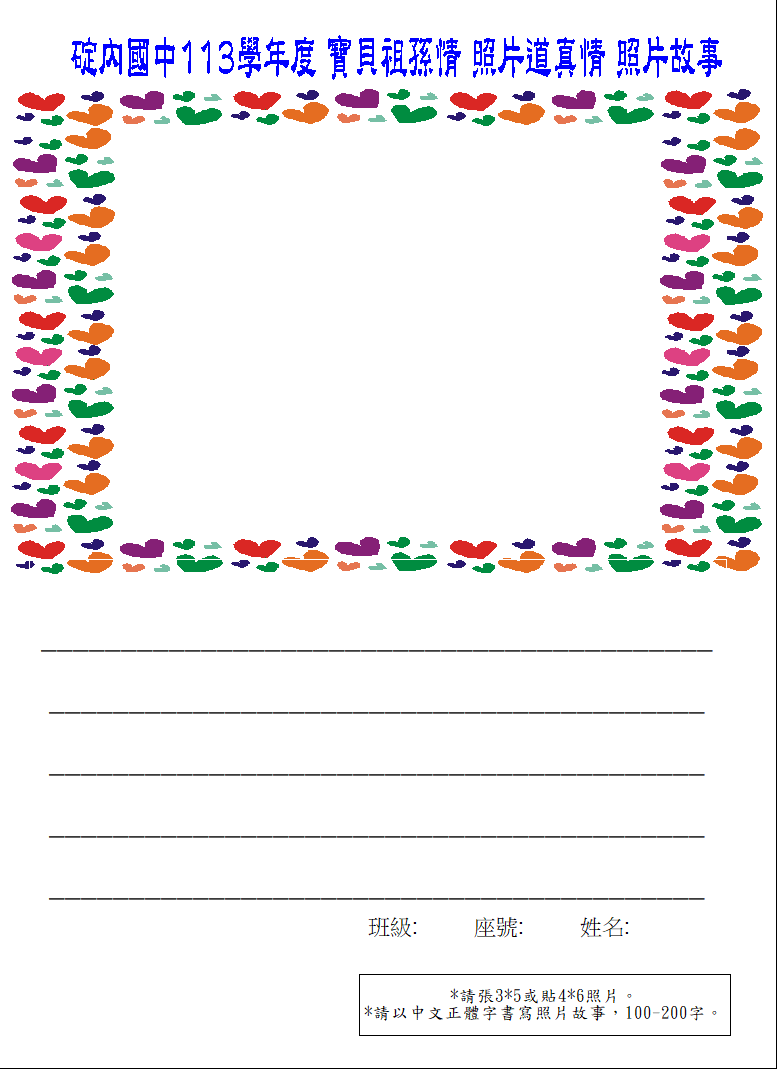 碇內國中113學年度 寶貝祖孫情 照片道真情 照片故事
班級: 座號: 姓名:
*請張3*5或貼4*6照片。
*請以中文正體字書寫照片故事，100-200字。